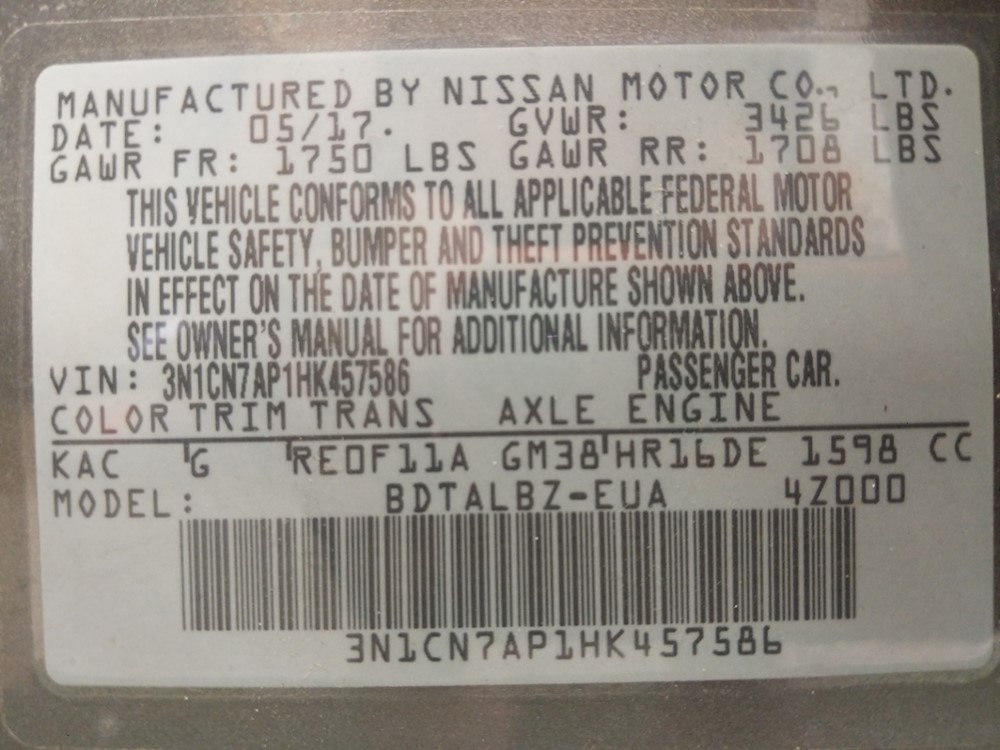 MANUFACTURED BY NISSAN MOTOR CO., LTD.
DATE: 05/17. GVWR: 3426 LBS
GAWR FR: 1750 LBS GAWR RR: 1708 LBS
THIS VEHICLE CONFORMS TO ALL APPLICABLE FEDERAL MOTOR
VEHICLE SAFETY, BUMPER AND THEFT PREVENTION STANDARDS
IN EFFECT ON THE DATE OF MANUFACTURE SHOWN ABOVE.
SEE OWNER'S MANUAL FOR ADDITIONAL INFORMATION.
VIN: 3N1CN7AP1HK457586 PASSENGER CAR.
COLOR TRIM TRANS AXLE ENGINE
KAC G RE0F11A GM38 HR16DE 1598 CC
MODEL: BDTALBZ-EUA 4Z000
3N1CN7AP1HK457586